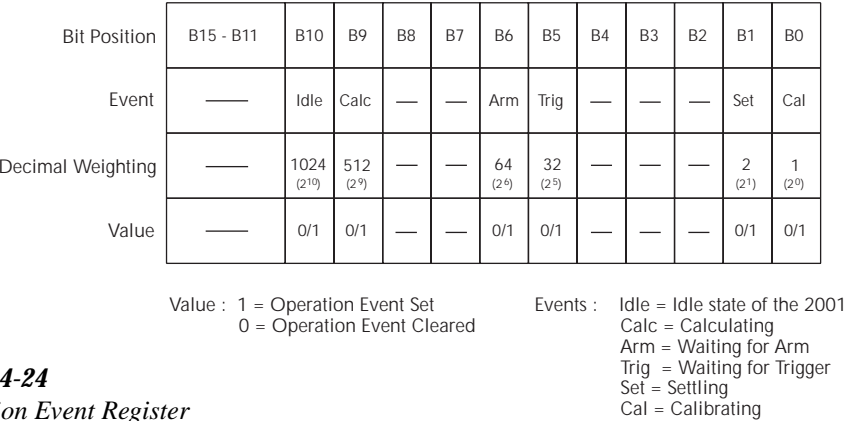 Bit Position B15 - B11 B10 B9 B8 B7 B6 B5 B4 B3 B2 B1 B0
Event —— Idle Calc — — Arm Trig — — — Set Cal
Decimal Weighting —— 1024 512 — — 64 32 — — — 2 1
(2¹⁰) (2⁹) (2⁶) (2⁵) (2¹) (2⁰)
Value —— 0/1 0/1 — — 0/1 0/1 — — — 0/1 0/1
Value : 1 = Operation Event Set
0 = Operation Event Cleared
Events : Idle = Idle state of the 2001
Calc = Calculating
Arm = Waiting for Arm
Trig = Waiting for Trigger
Set = Settling
Cal = Calibrating
4-24
on Event Register